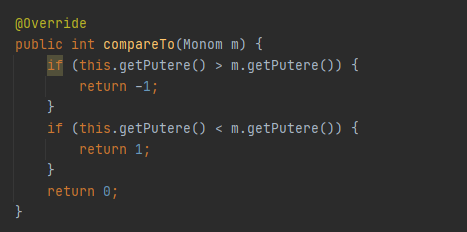 @Override
public int compareTo(Monom m) {
    if (this.getPutere() > m.getPutere()) {
        return -1;
    }
    if (this.getPutere() < m.getPutere()) {
        return 1;
    }
    return 0;
}